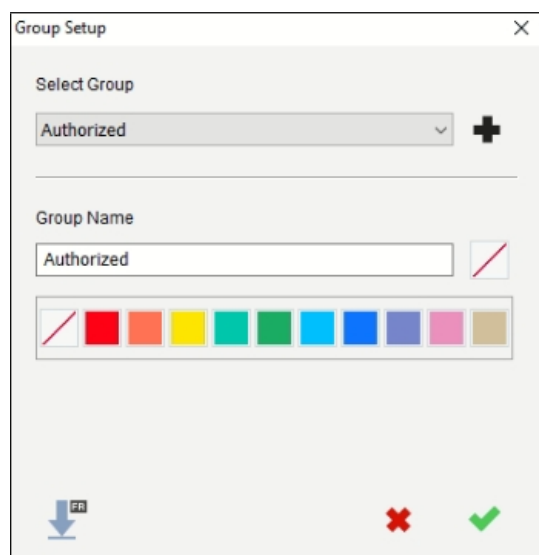 Group Setup
Select Group
Authorized
Group Name
Authorized
FR